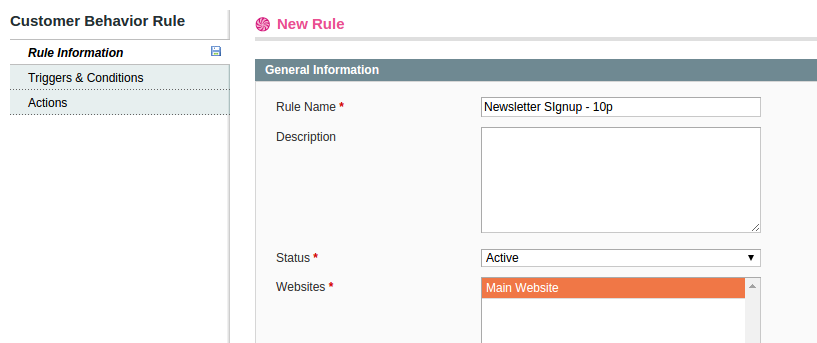 Customer Behavior Rule
Rule Information
Triggers & Conditions
Actions
New Rule
General Information
Rule Name *
Newsletter SIgnup - 10p
Description
Status *
Active
Websites *
Main Website